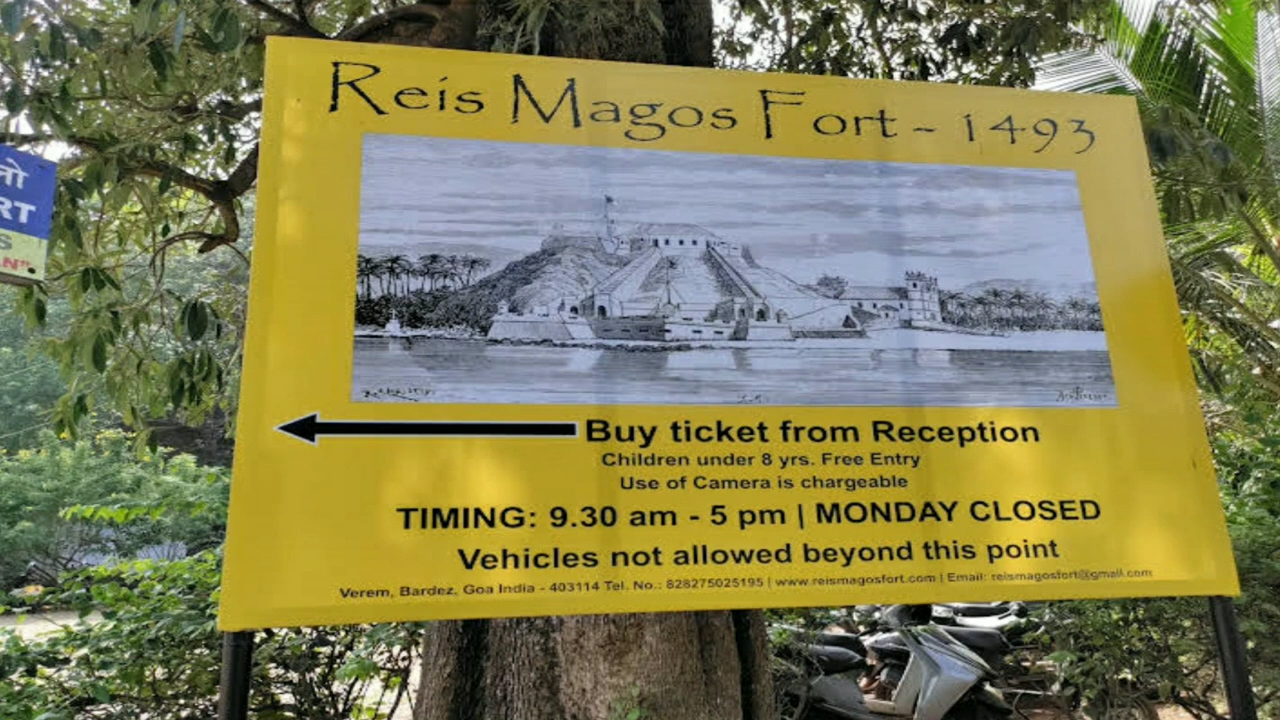 Reis Magos Fort - 1493
Buy ticket from Reception
Children under 8 yrs. Free Entry
Use of Camera is chargeable
TIMING: 9.30 am - 5 pm | MONDAY CLOSED
Vehicles not allowed beyond this point
Verem, Bardez, Goa India - 403114 Tel. No.: 828275025195 | www.reismagosfort.com | Email: reismagosfort@gmail.com
तो
RT
S
N"